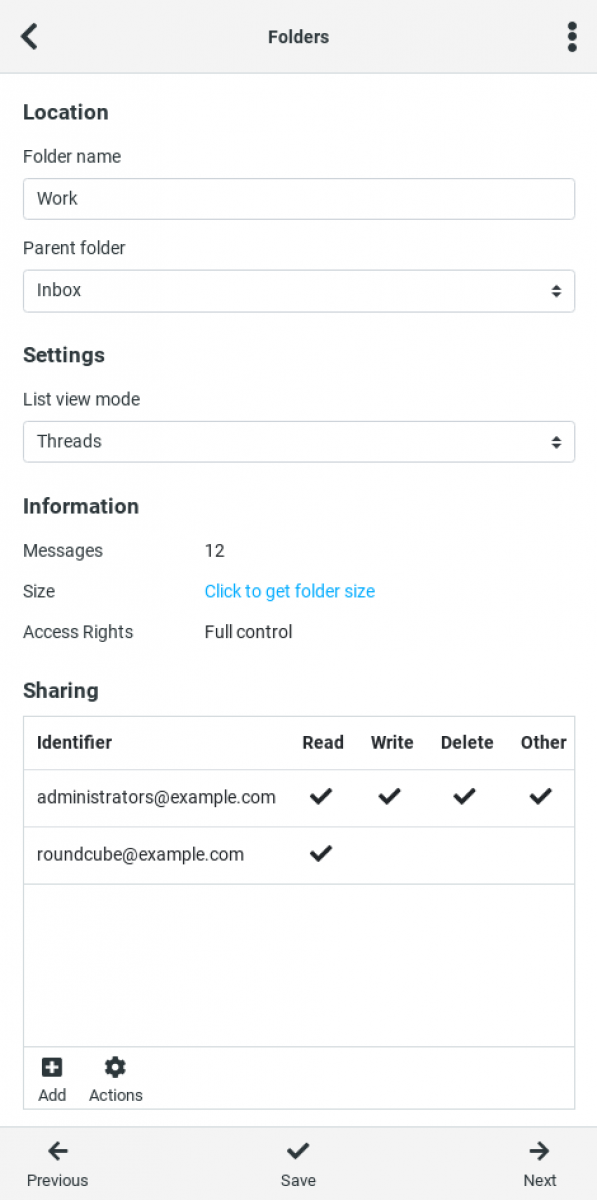 Folders
Location
Folder name
Work
Parent folder
Inbox
Settings
List view mode
Threads
Information
Messages 12
Size Click to get folder size
Access Rights Full control
Sharing
Identifier Read Write Delete Other
administrators@example.com
roundcube@example.com
Add Actions
Previous Save Next